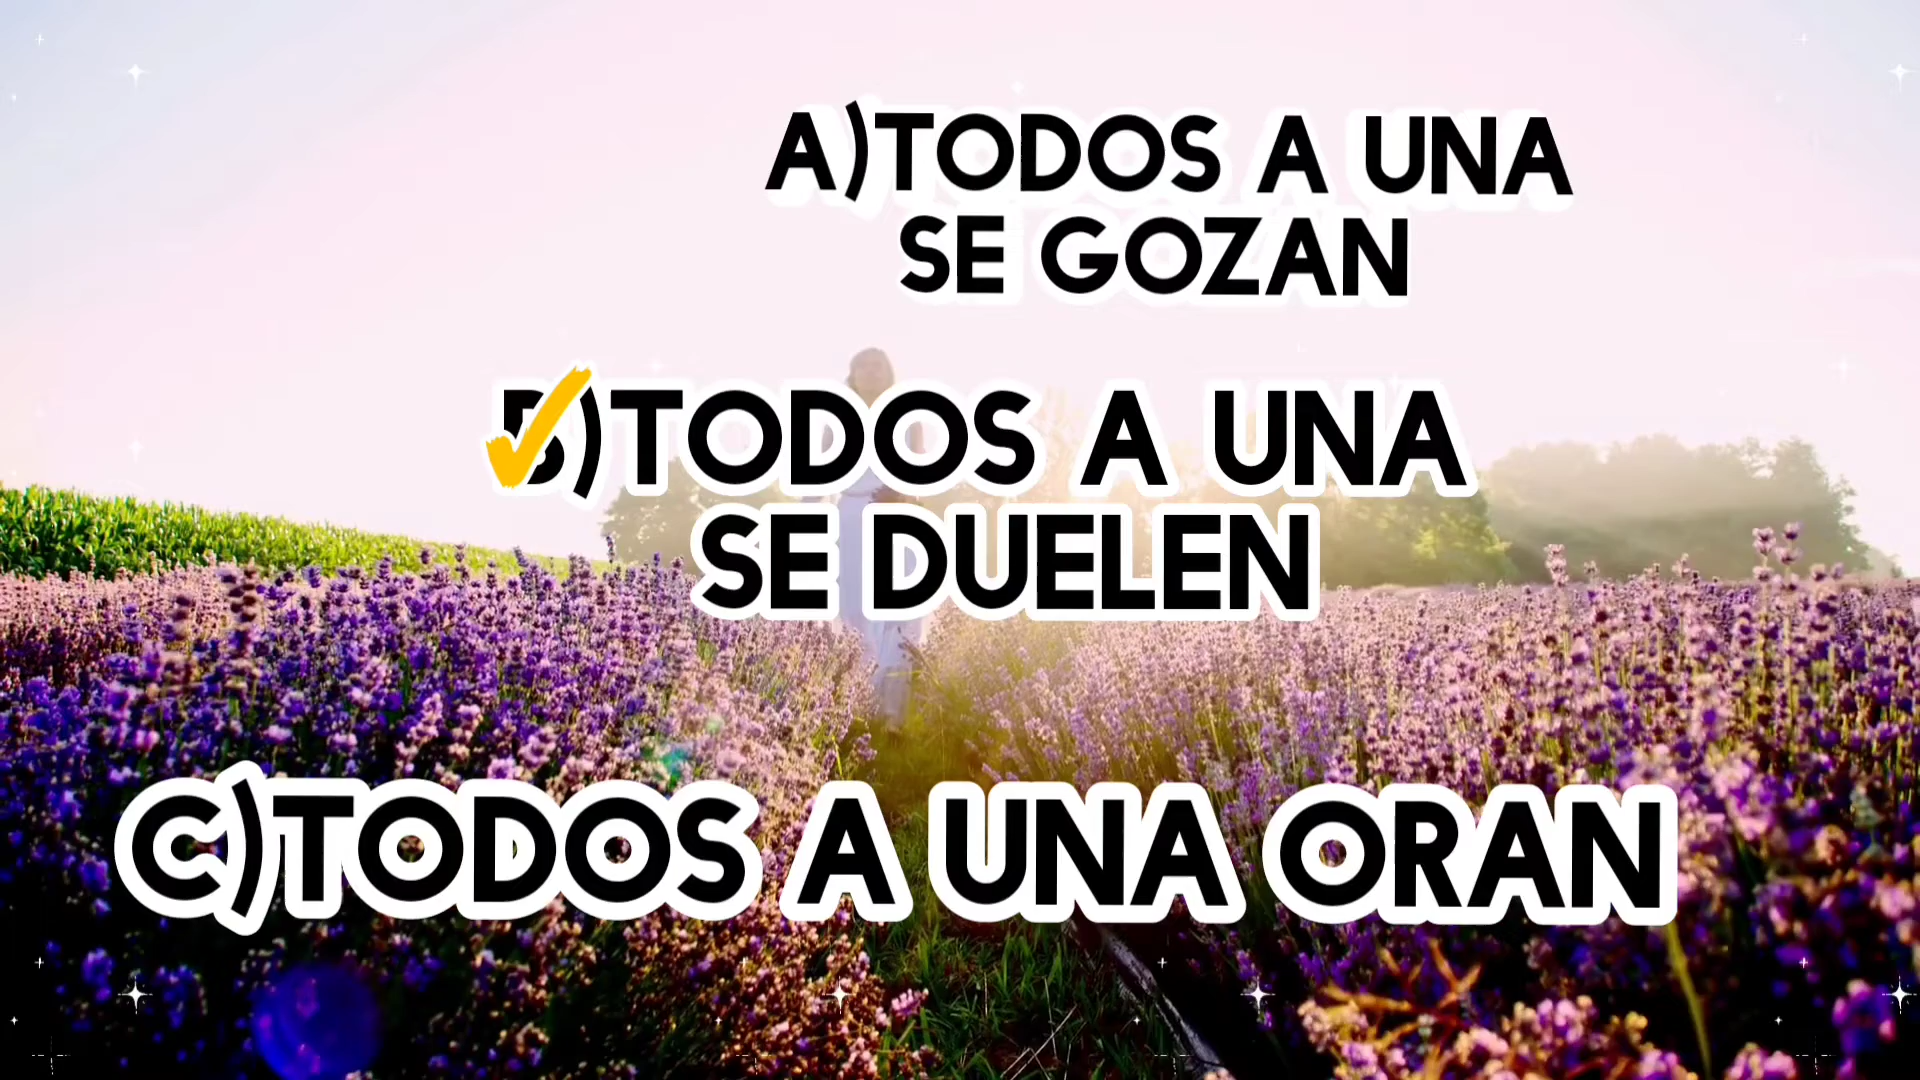 A)TODOS A UNA
SE GOZAN
B)TODOS A UNA
SE DUELEN
C)TODOS A UNA ORAN